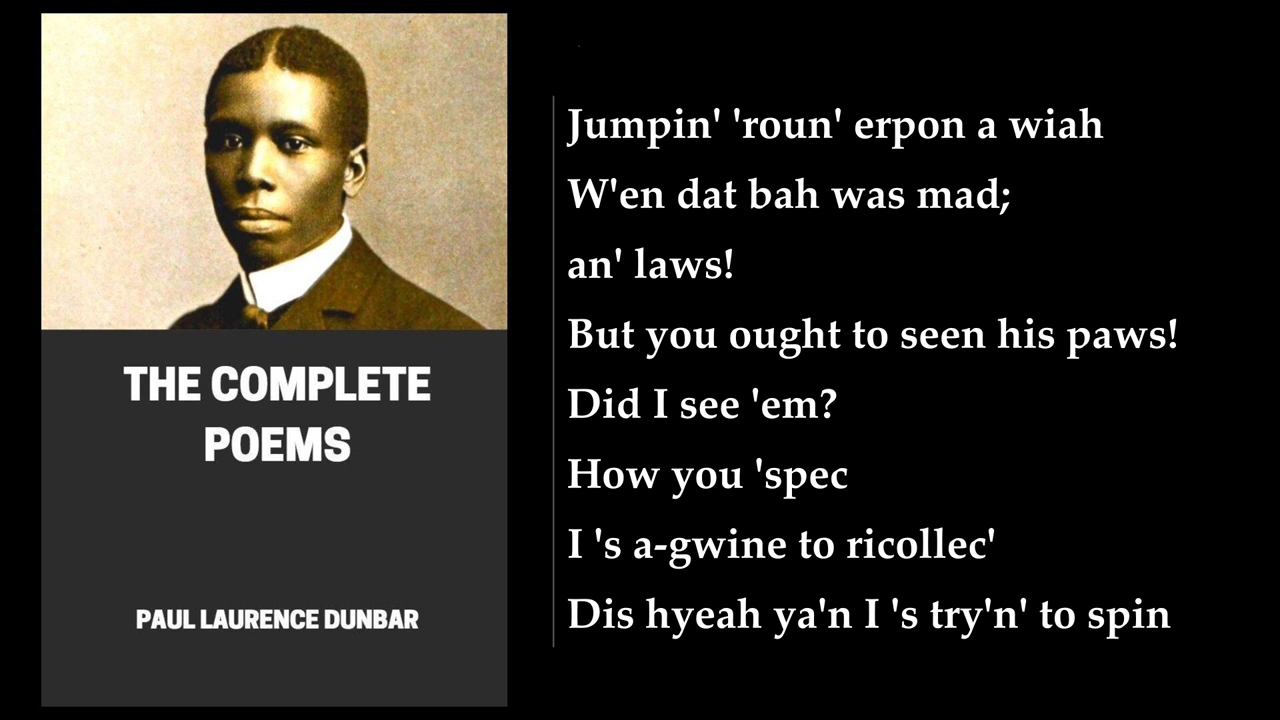 THE COMPLETE
POEMS
PAUL LAURENCE DUNBAR
Jumpin' 'roun' erpon a wiah
W'en dat bah was mad;
an' laws!
But you ought to seen his paws!
Did I see 'em?
How you 'spec
I 's a-gwine to ricollec'
Dis hyeah ya'n I 's try'n' to spin